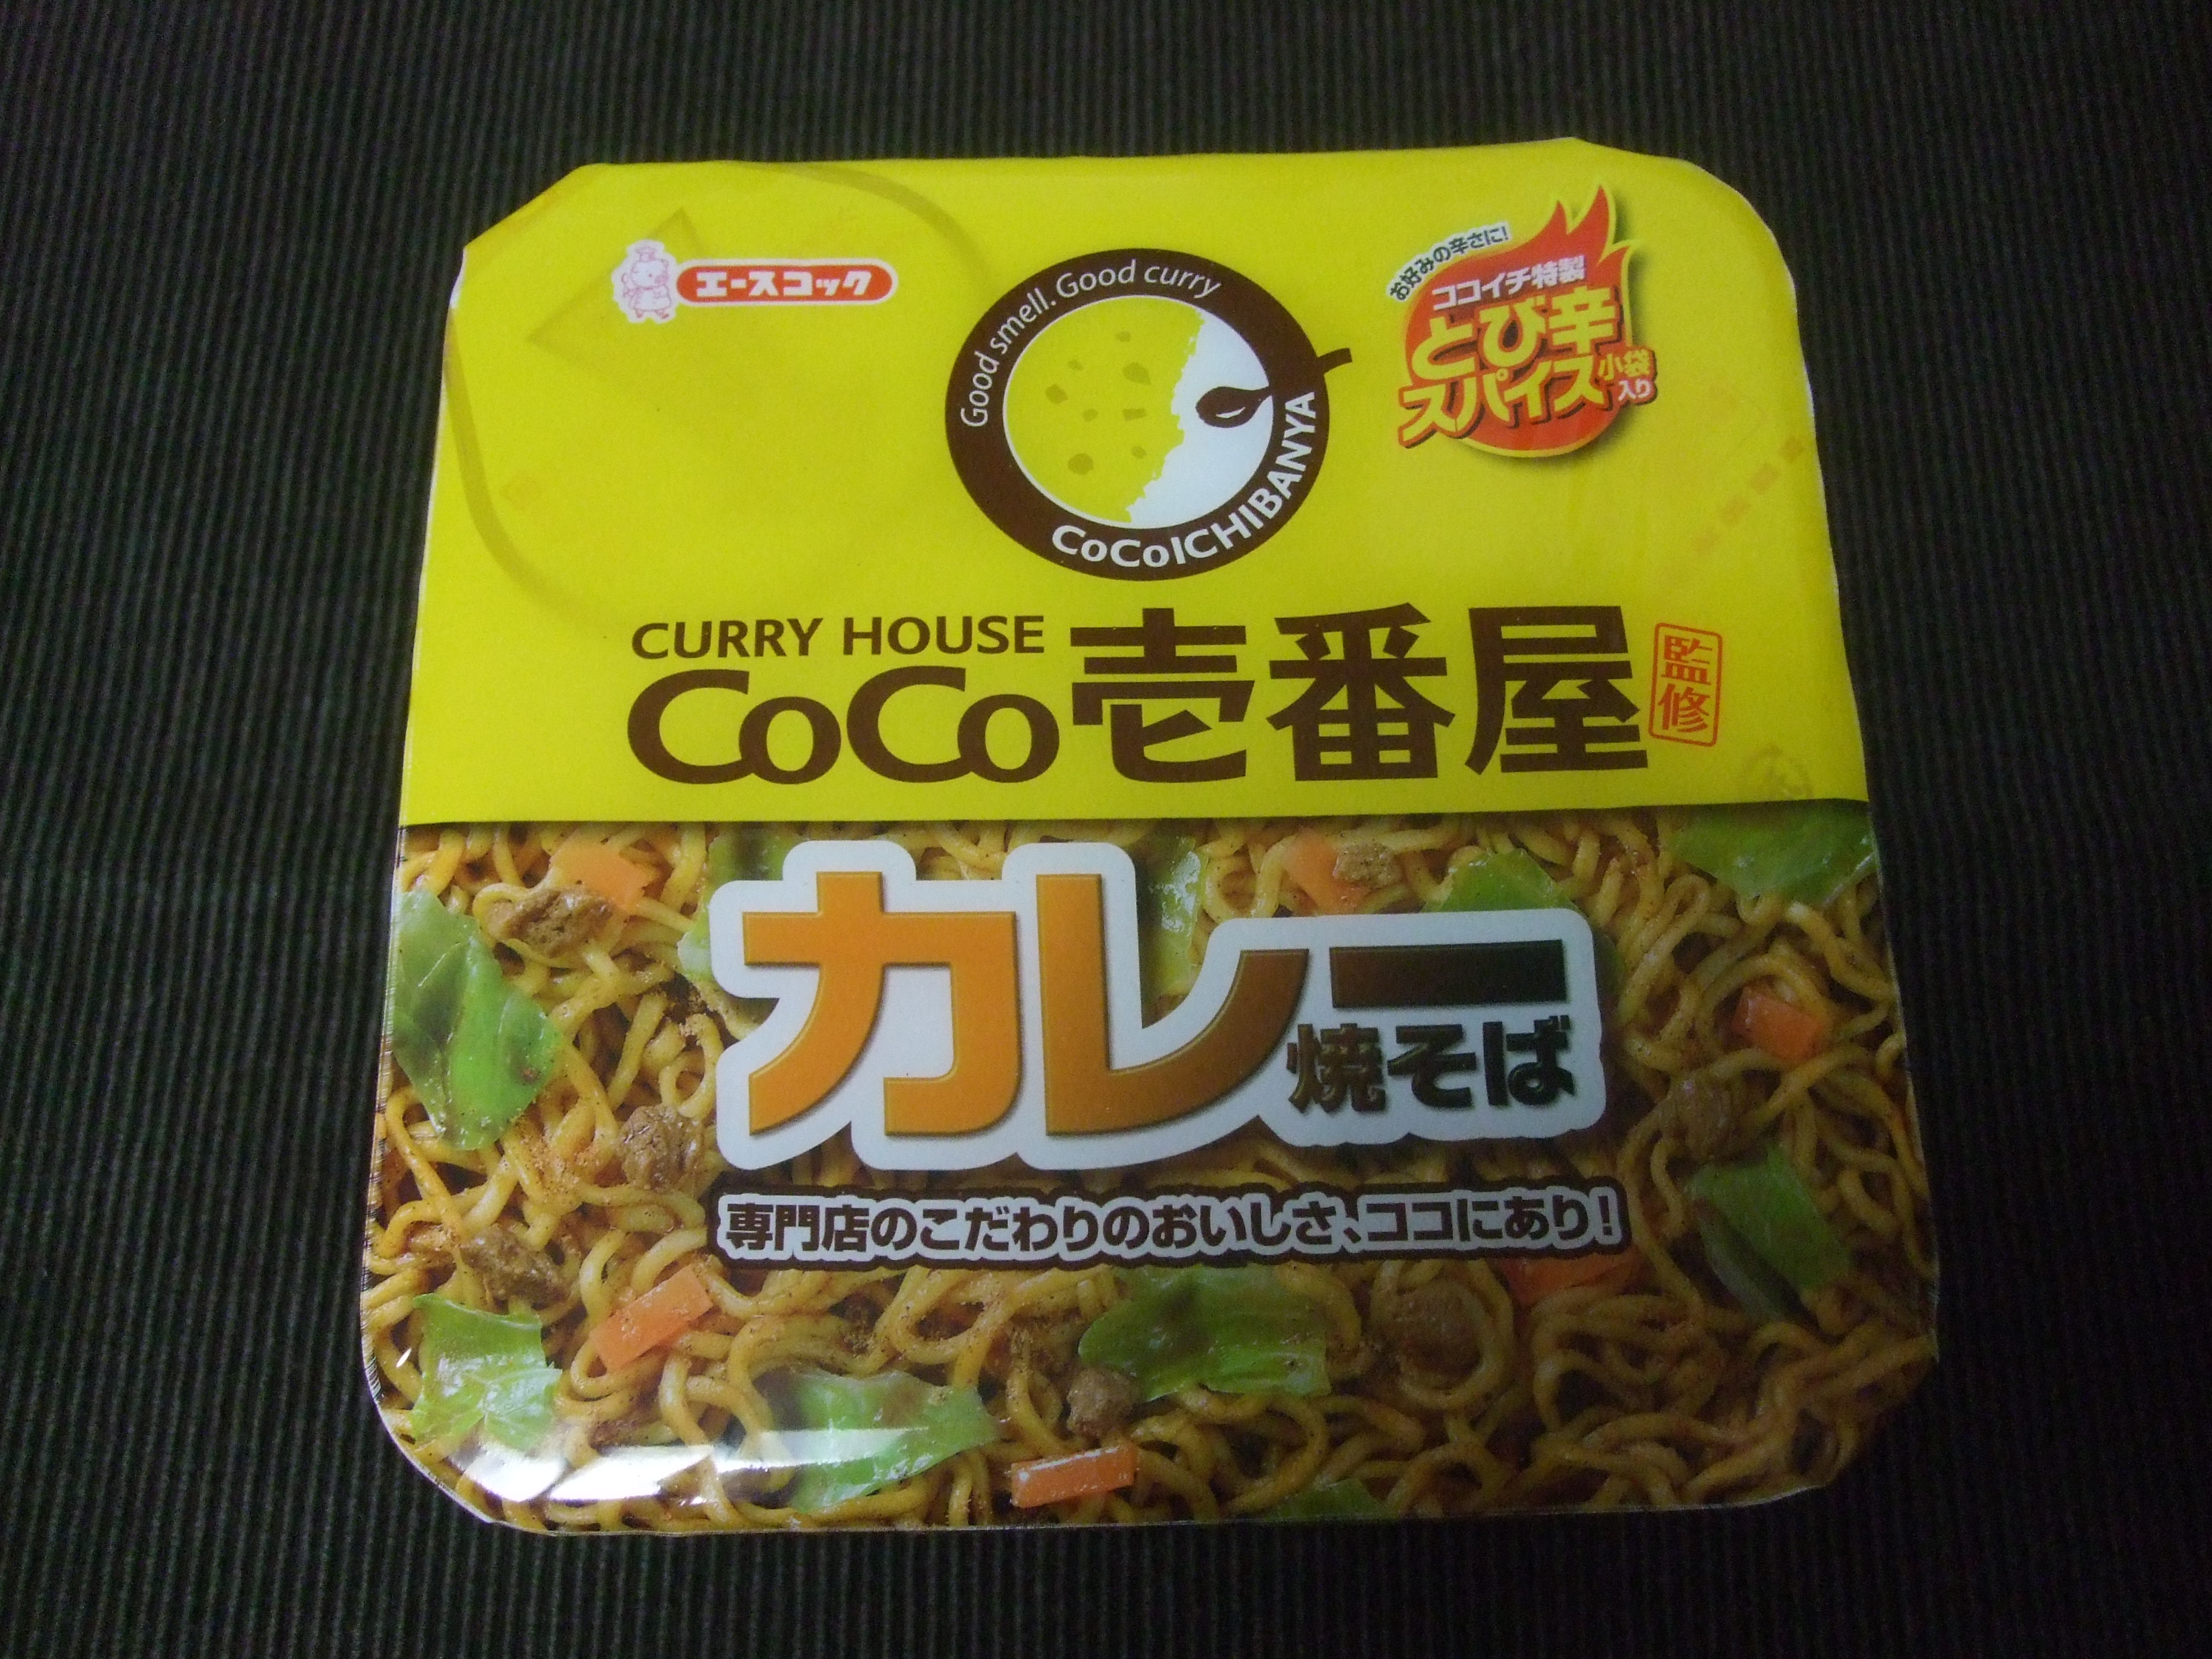 エースコック
Good smell. Good curry
CoCoICHIBANYA
お好みの辛さに!
ココイチ特製
とび辛
スパイス小袋入り
CURRY HOUSE
CoCo壱番屋
監修
カレー
焼そば
専門店のこだわりのおいしさ、ココにあり!